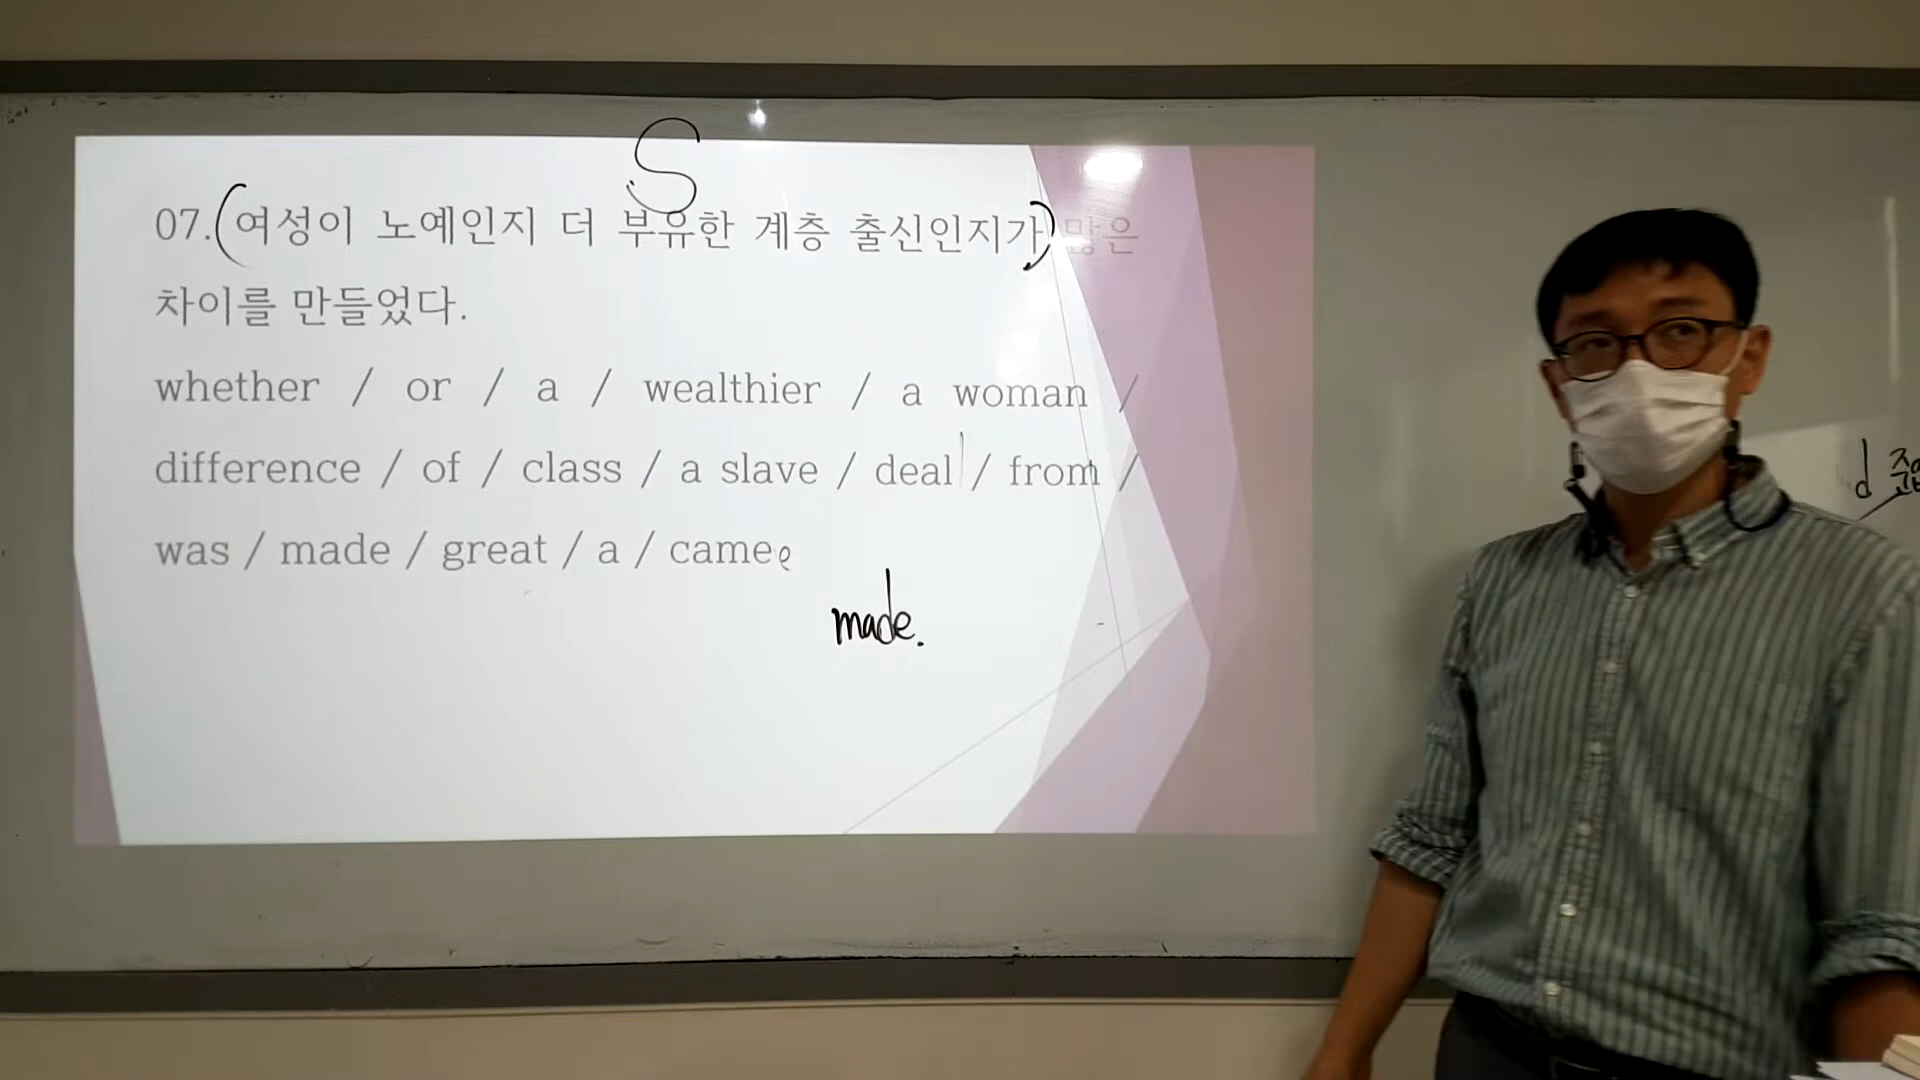 S
07.(여성이 노예인지 더 부유한 계층 출신인지가) 많은
차이를 만들었다.
whether / or / a / wealthier / a woman /
difference / of / class / a slave / deal / from /
was / made / great / a / came
made.
d